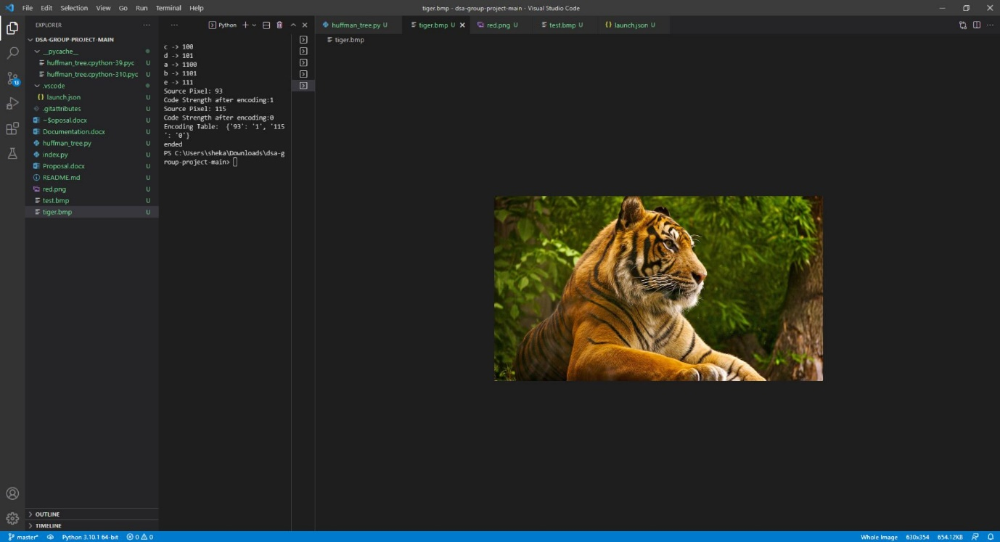 File Edit Selection View Go Run Terminal Help
tiger.bmp - dsa-group-project-main - Visual Studio Code
EXPLORER
DSA-GROUP-PROJECT-MAIN
__pycache__
huffman_tree.cpython-39.pyc U
huffman_tree.cpython-310.pyc U
.vscode
launch.json U
.gitattributes U
~$oposal.docx U
Documentation.docx U
huffman_tree.py U
index.py U
Proposal.docx U
README.md U
red.png U
test.bmp U
tiger.bmp U
OUTLINE
TIMELINE
13
Python
c -> 100
d -> 101
a -> 1100
b -> 1101
e -> 111
Source Pixel: 93
Code Strength after encoding:1
Source Pixel: 115
Code Strength after encoding:0
Encoding Table:  {'93': '1', '115
': '0'}
ended
PS C:\Users\sheka\Downloads\dsa-g
roup-project-main>
huffman_tree.py U tiger.bmp U red.png U test.bmp U launch.json U
tiger.bmp
master* Python 3.10.1 64-bit 0 0 Whole Image 630x354 654.12KB